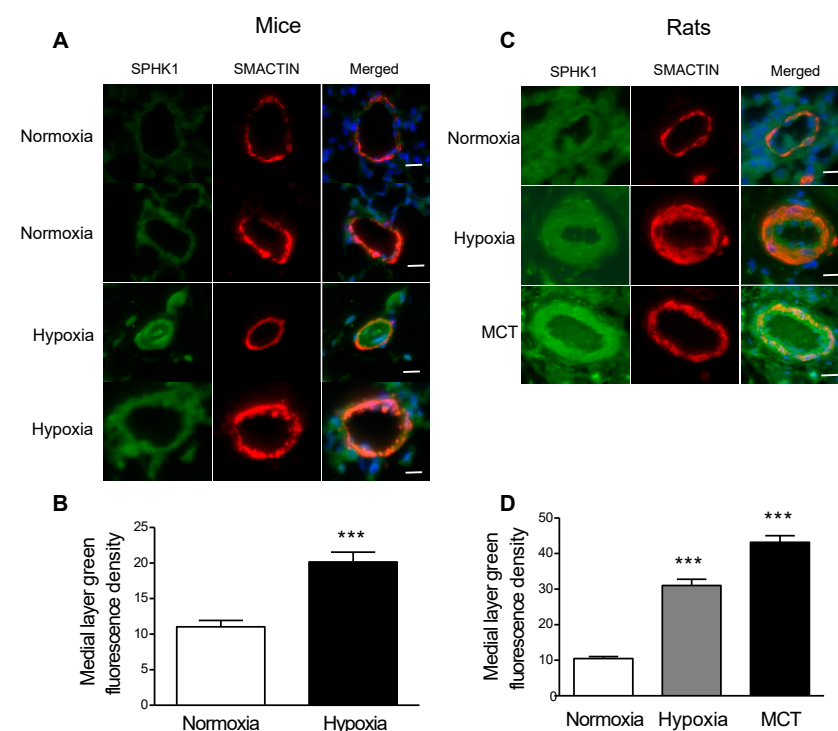 A
Mice
SPHK1 SMACTIN Merged
Normoxia
Normoxia
Hypoxia
Hypoxia
C
Rats
SPHK1 SMACTIN Merged
Normoxia
Hypoxia
MCT
B
Medial layer green
fluorescence density
25
20
15
10
5
0
***
Normoxia Hypoxia
D
Medial layer green
fluorescence density
50
40
30
20
10
0
***
***
Normoxia Hypoxia MCT